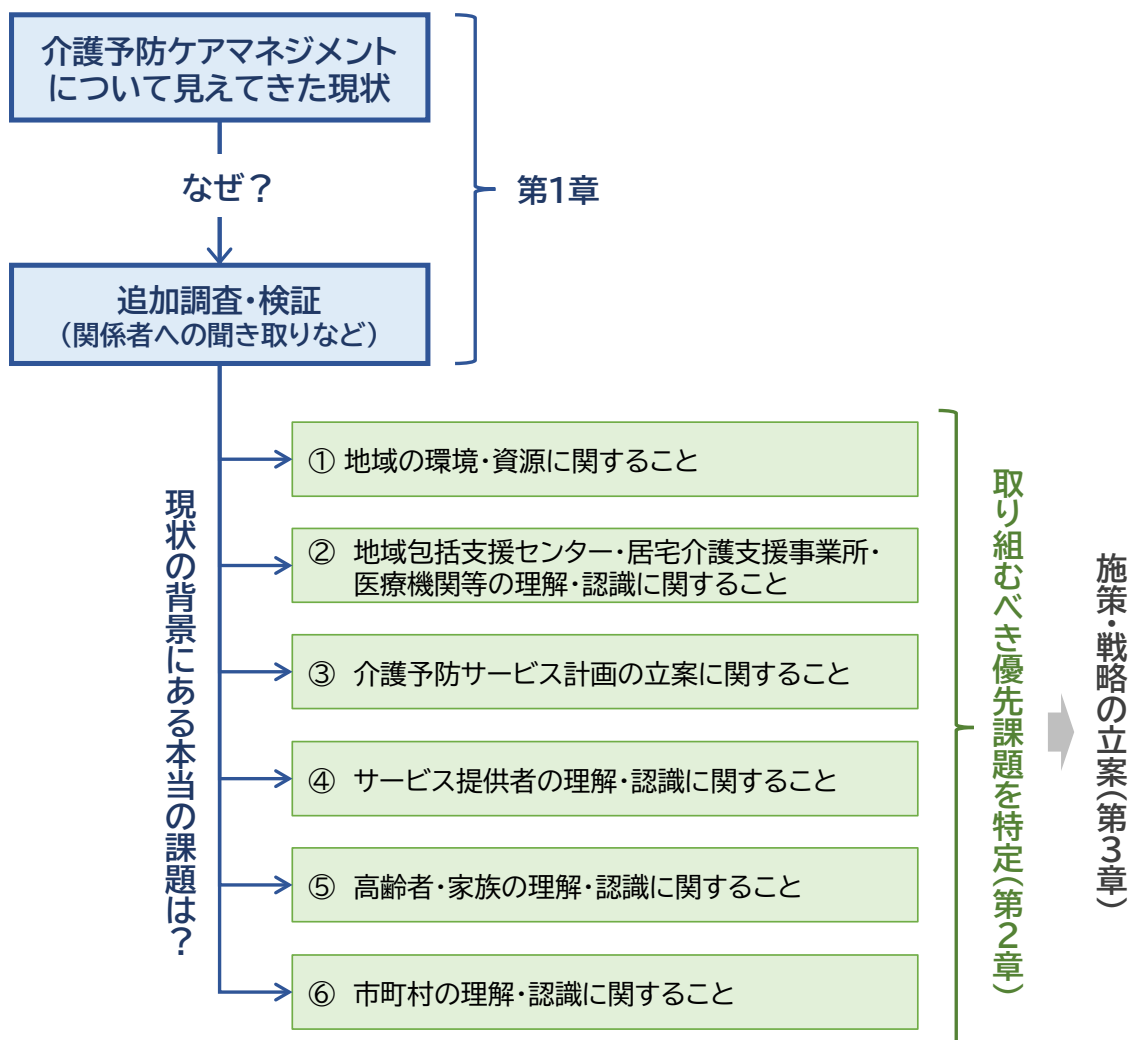 介護予防ケアマネジメント
について見えてきた現状
なぜ？
第1章
追加調査・検証
（関係者への聞き取りなど）
現状の背景にある本当の課題は？
① 地域の環境・資源に関すること
② 地域包括支援センター・居宅介護支援事業所・
医療機関等の理解・認識に関すること
③ 介護予防サービス計画の立案に関すること
④ サービス提供者の理解・認識に関すること
⑤ 高齢者・家族の理解・認識に関すること
⑥ 市町村の理解・認識に関すること
取り組むべき優先課題を特定（第２章）
施策・戦略の立案（第３章）